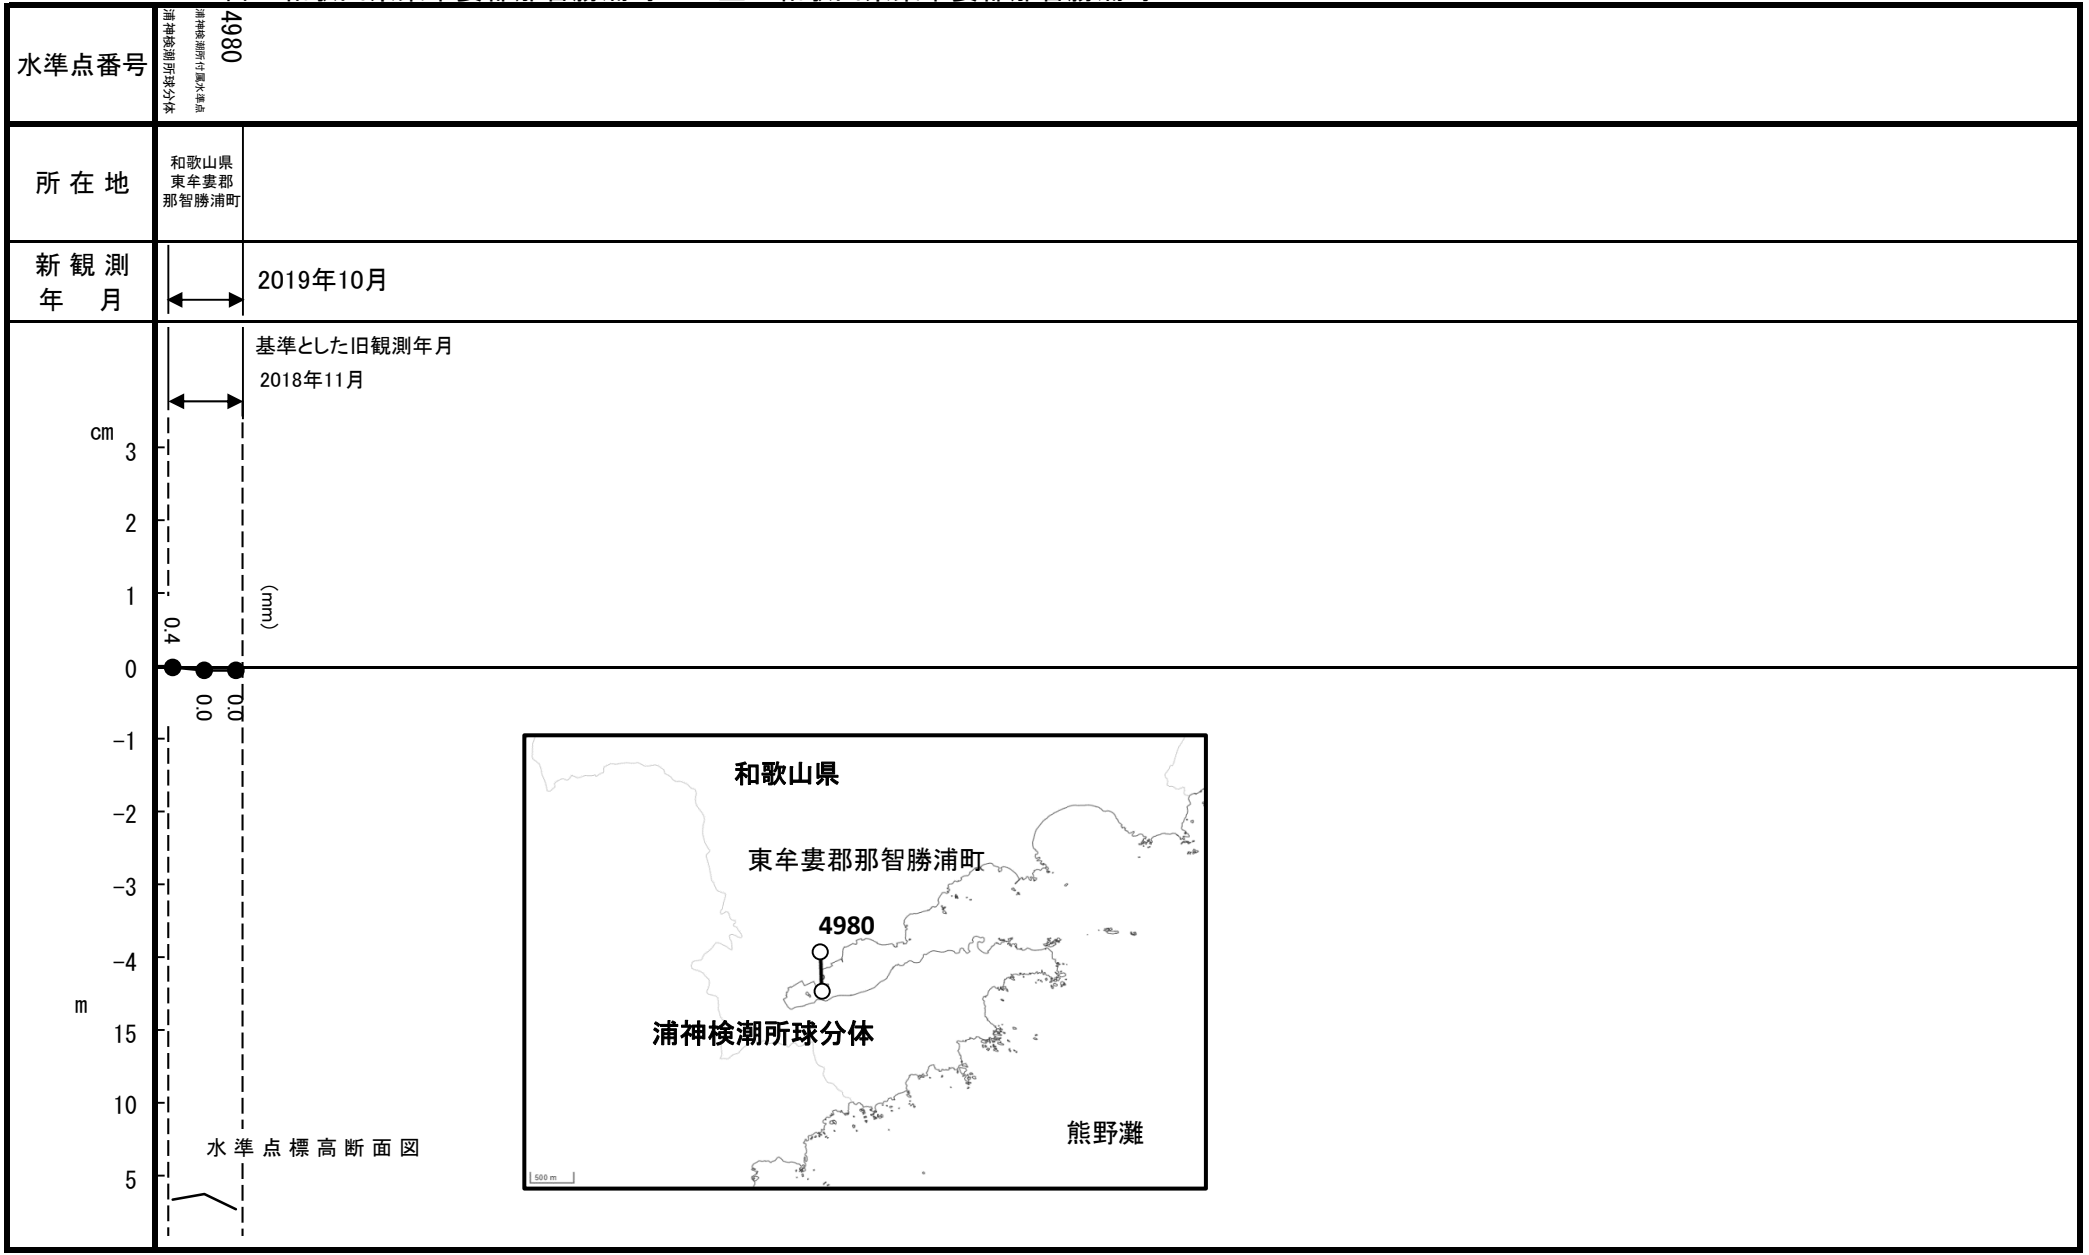 水準点番号
浦神検潮所球分体
浦神検潮所付属水準点
4980
所在地
和歌山県
東牟婁郡
那智勝浦町
新観測
年 月
2019年10月
基準とした旧観測年月
2018年11月
cm
3
2
1
0
-1
-2
-3
-4
(mm)
0.4
0.0
0.0
m
15
10
5
水準点標高断面図
和歌山県
東牟婁郡那智勝浦町
4980
浦神検潮所球分体
熊野灘
500 m